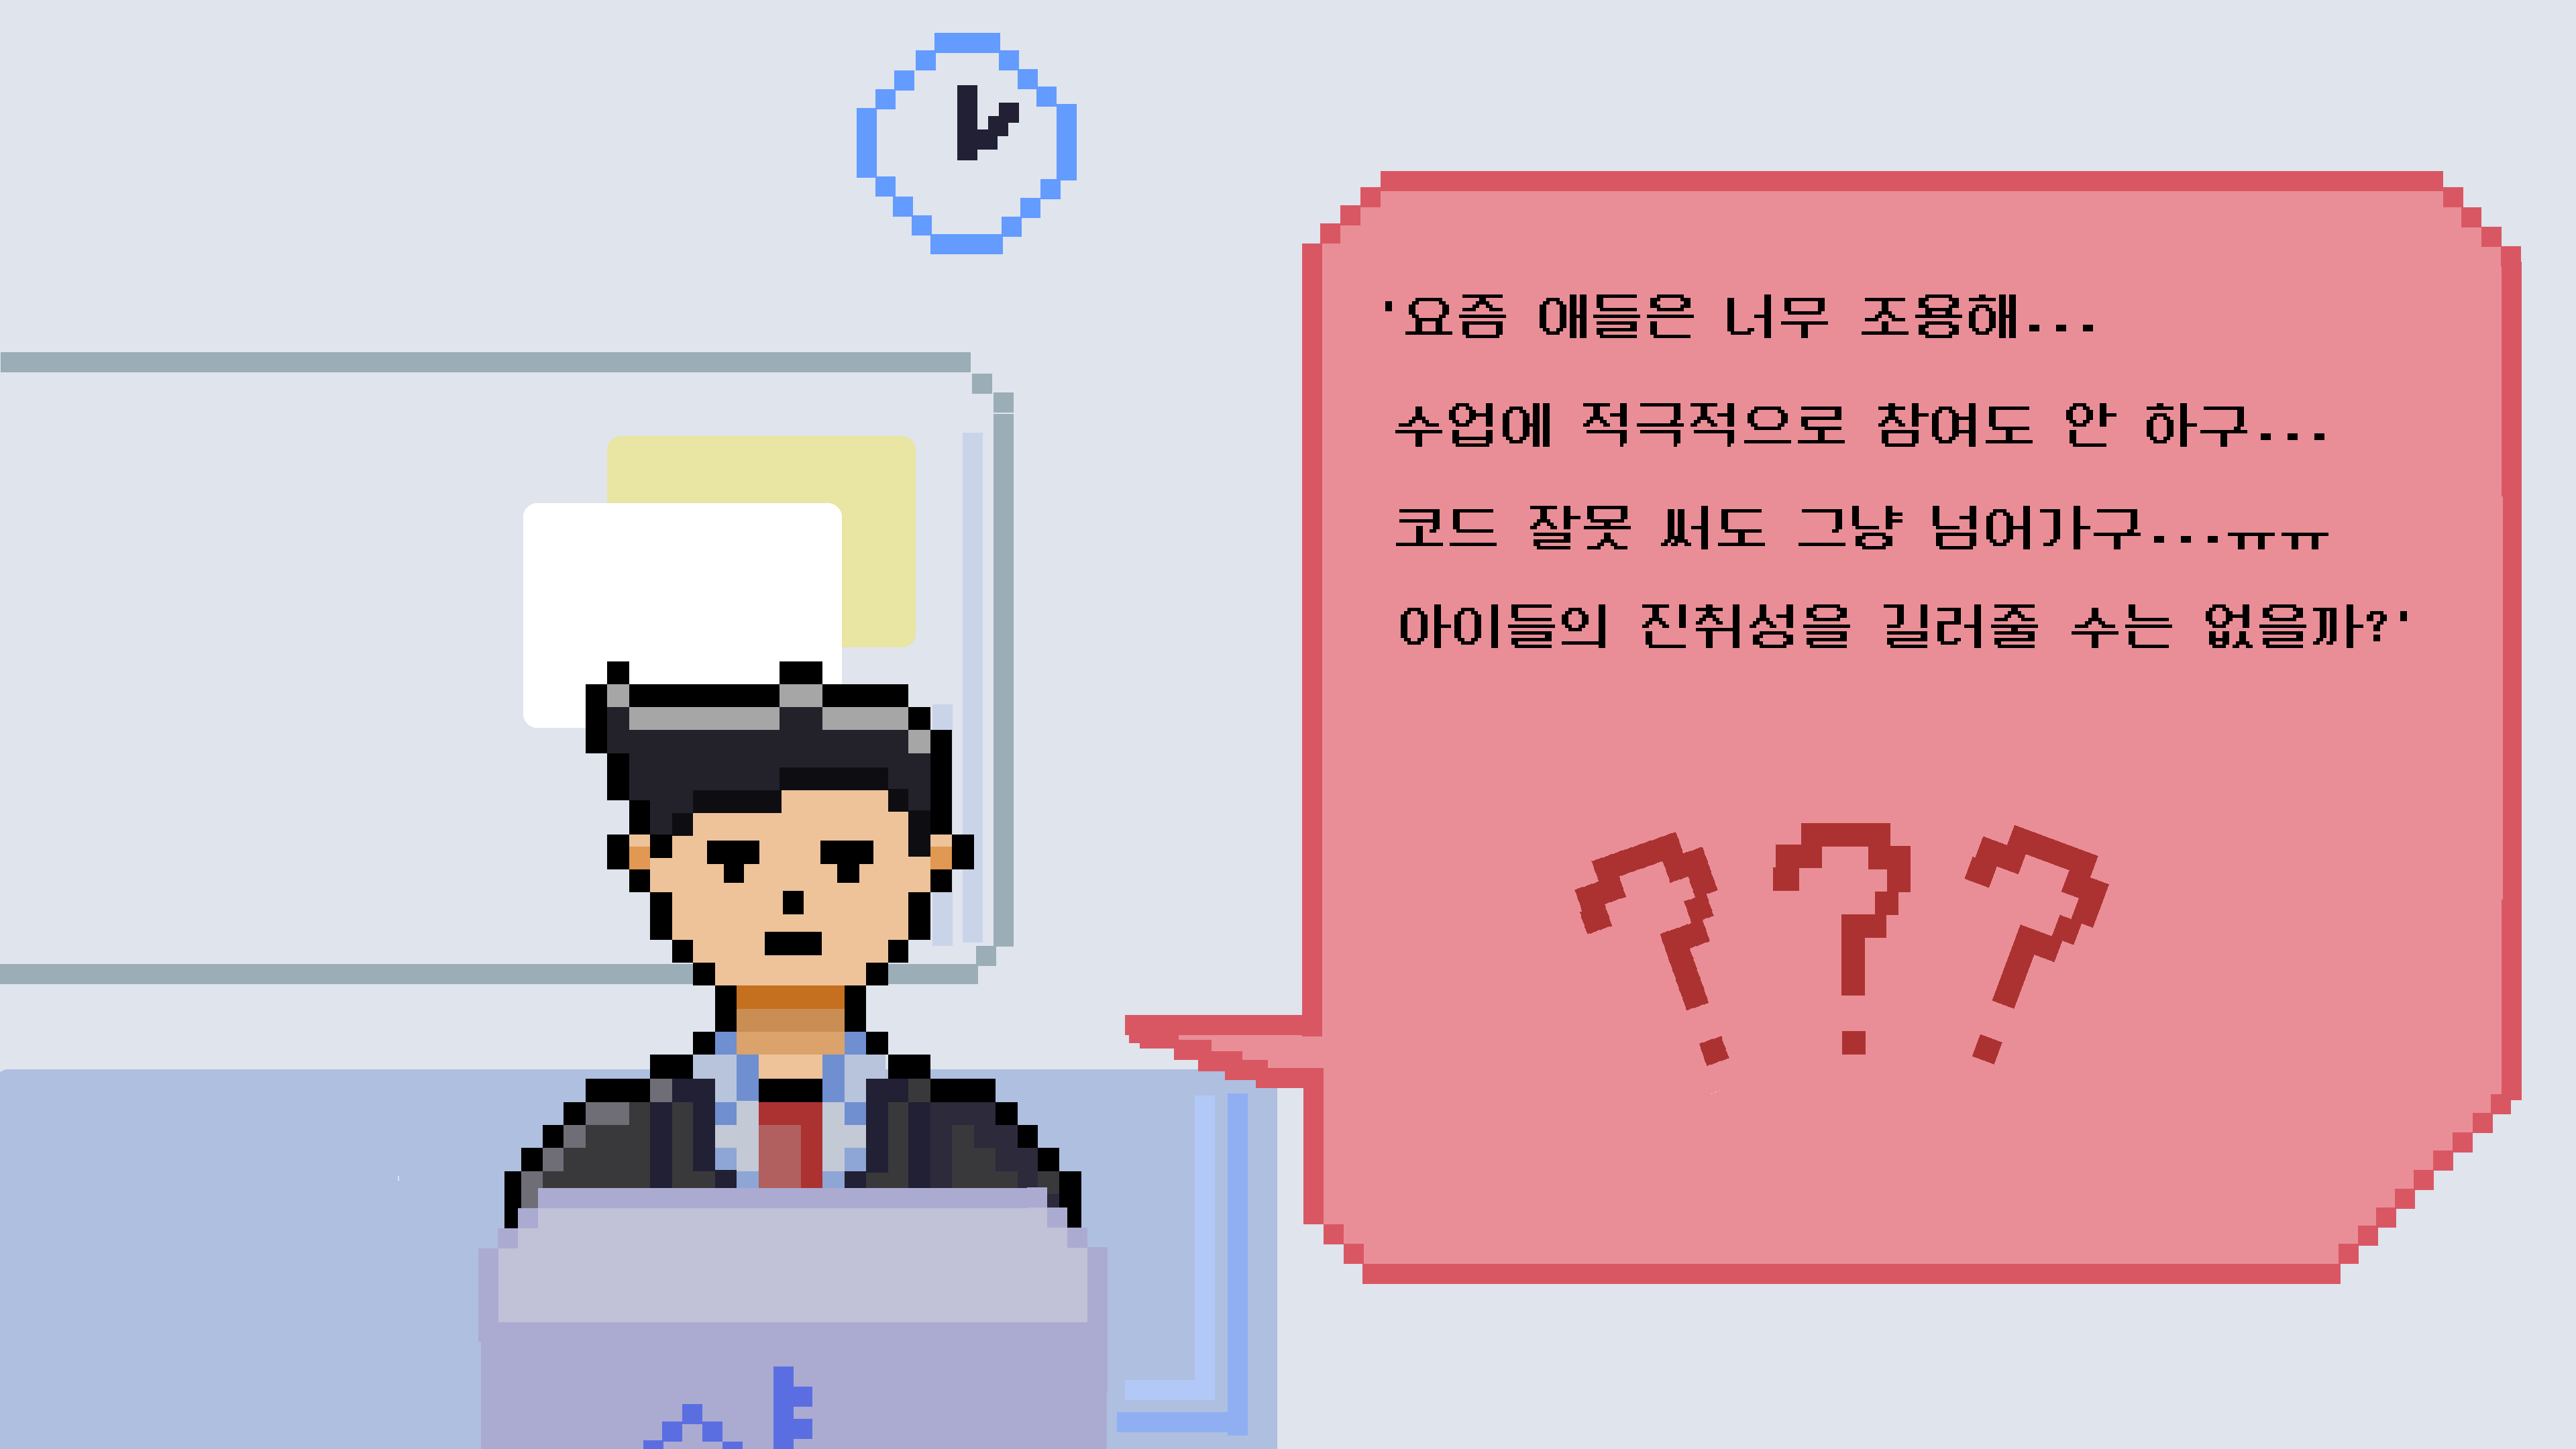 '요즘 애들은 너무 조용해...
수업에 적극적으로 참여도 안 하구...
코드 잘못 써도 그냥 넘어가구...ㅠㅠ
아이들의 진취성을 길러줄 수는 없을까?'
???